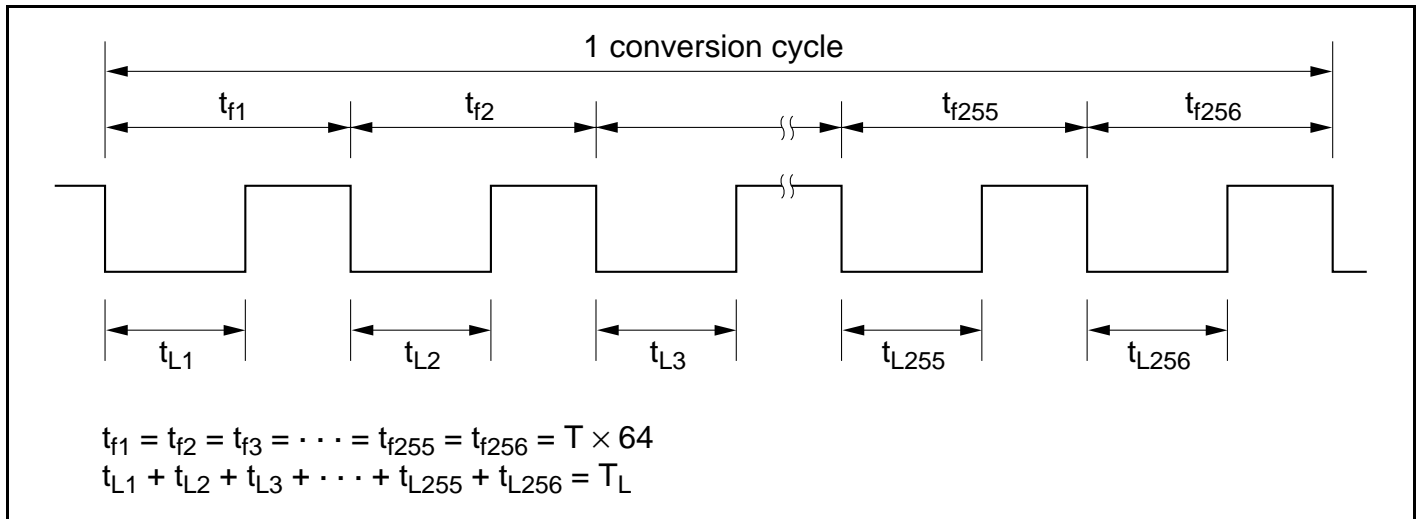 1 conversion cycle
tf1 tf2 tf255 tf256
tL1 tL2 tL3 tL255 tL256
tf1 = tf2 = tf3 = · · · = tf255 = tf256 = T × 64
tL1 + tL2 + tL3 + · · · + tL255 + tL256 = TL